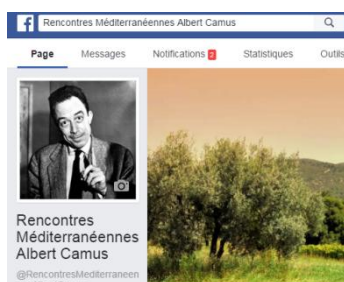 f Rencontres Méditerranéennes Albert Camus
Page Messages Notifications 2 Statistiques Outils
Rencontres
Méditerranéennes
Albert Camus
@RencontresMediterraneen